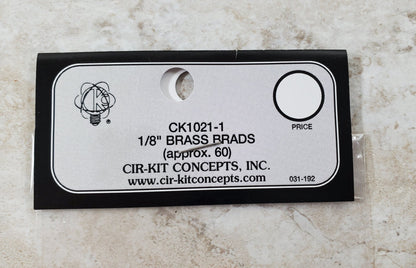 CK
®
PRICE
CK1021-1
1/8" BRASS BRADS
(approx. 60)
CIR-KIT CONCEPTS, INC.
www.cir-kitconcepts.com
031-192